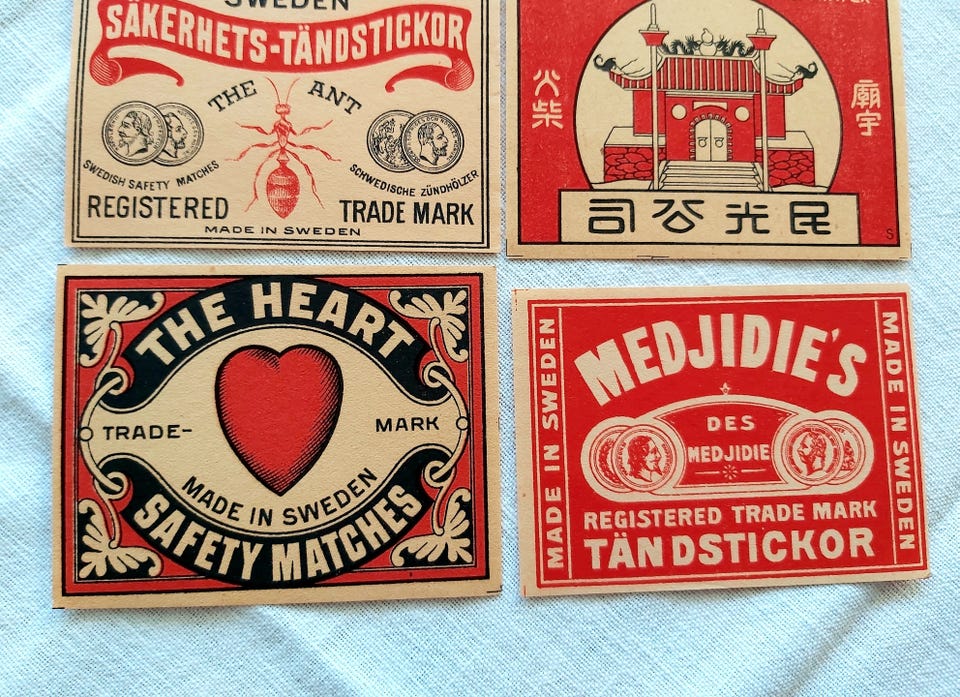 SWEDEN
SÄKERHETS-TÄNDSTICKOR
THE ANT
SWEDISH SAFETY MATCHES
SCHWEDISCHE ZÜNDHÖLZER
REGISTERED TRADE MARK
MADE IN SWEDEN
廟宇
火柴
民光公司
S
THE HEART
TRADE- MARK
MADE IN SWEDEN
SAFETY MATCHES
MADE IN SWEDEN
MEDJIDIE'S
DES
MEDJIDIE
REGISTERED TRADE MARK
TÄNDSTICKOR
MADE IN SWEDEN